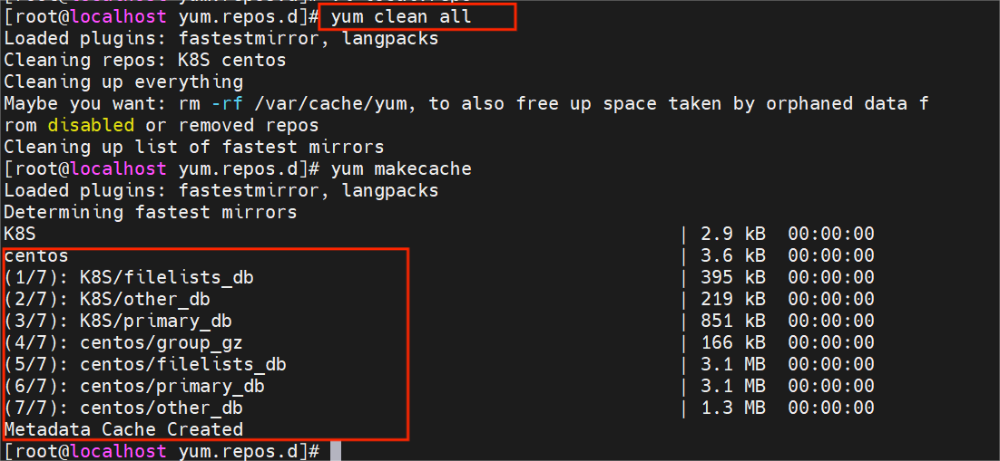 [root@localhost yum.repos.d]# yum clean all
Loaded plugins: fastestmirror, langpacks
Cleaning repos: K8S centos
Cleaning up everything
Maybe you want: rm -rf /var/cache/yum, to also free up space taken by orphaned data f
rom disabled or removed repos
Cleaning up list of fastest mirrors
[root@localhost yum.repos.d]# yum makecache
Loaded plugins: fastestmirror, langpacks
Determining fastest mirrors
K8S | 2.9 kB 00:00:00
centos | 3.6 kB 00:00:00
(1/7): K8S/filelists_db | 395 kB 00:00:00
(2/7): K8S/other_db | 219 kB 00:00:00
(3/7): K8S/primary_db | 851 kB 00:00:00
(4/7): centos/group_gz | 166 kB 00:00:00
(5/7): centos/filelists_db | 3.1 MB 00:00:00
(6/7): centos/primary_db | 3.1 MB 00:00:00
(7/7): centos/other_db | 1.3 MB 00:00:00
Metadata Cache Created
[root@localhost yum.repos.d]#